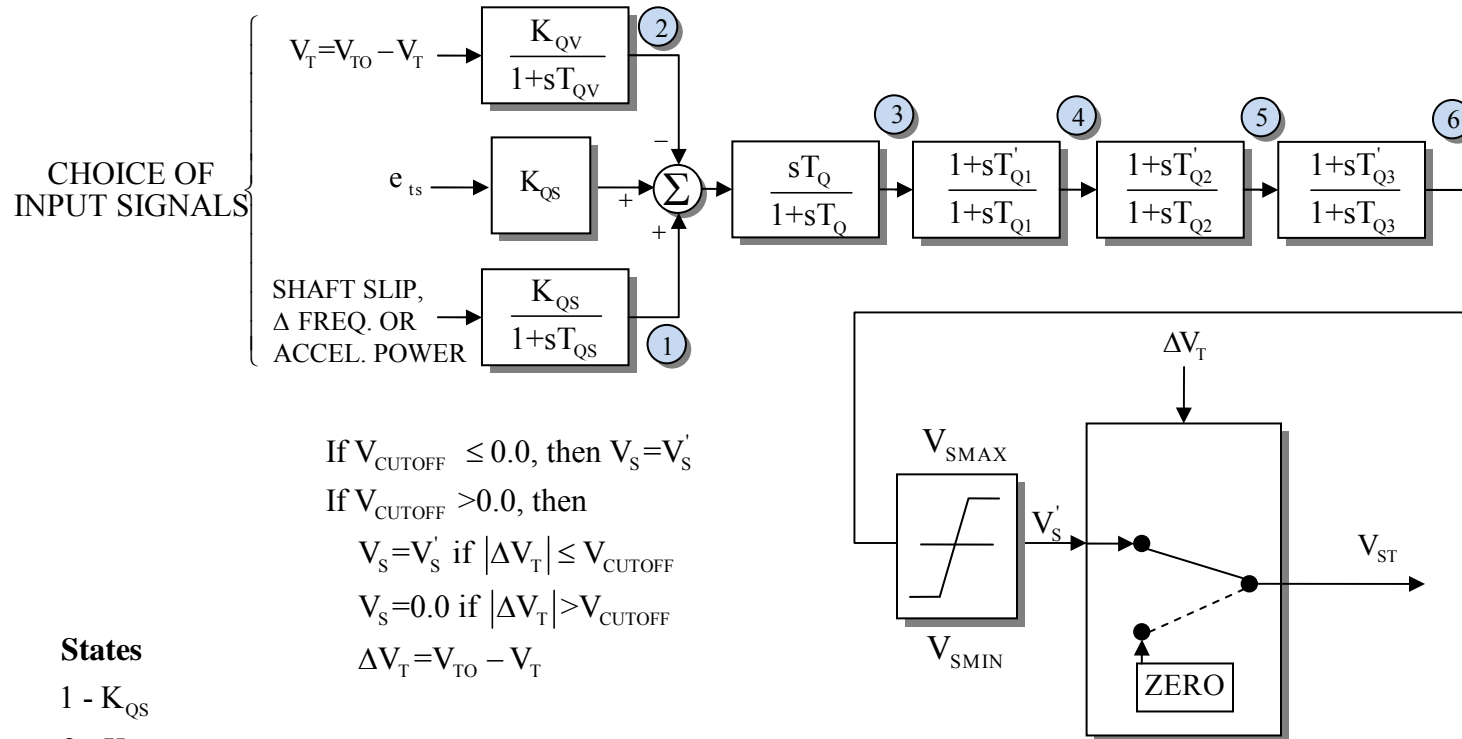 CHOICE OF
INPUT SIGNALS
V_T=V_TO – V_T
K_QV
1+sT_QV
2
e_ts
K_QS
SHAFT SLIP,
Δ FREQ. OR
ACCEL. POWER
K_QS
1+sT_QS
1
–
+
+
Σ
sT_Q
1+sT_Q
3
1+sT'_Q1
1+sT_Q1
4
1+sT'_Q2
1+sT_Q2
5
1+sT'_Q3
1+sT_Q3
6
If V_CUTOFF ≤ 0.0, then V_S=V'_S
If V_CUTOFF >0.0, then
V_S=V'_S if |ΔV_T| ≤ V_CUTOFF
V_S=0.0 if |ΔV_T|>V_CUTOFF
ΔV_T=V_TO – V_T
V_SMAX
V_SMIN
V'_S
ΔV_T
ZERO
V_ST
States
1 - K_QS